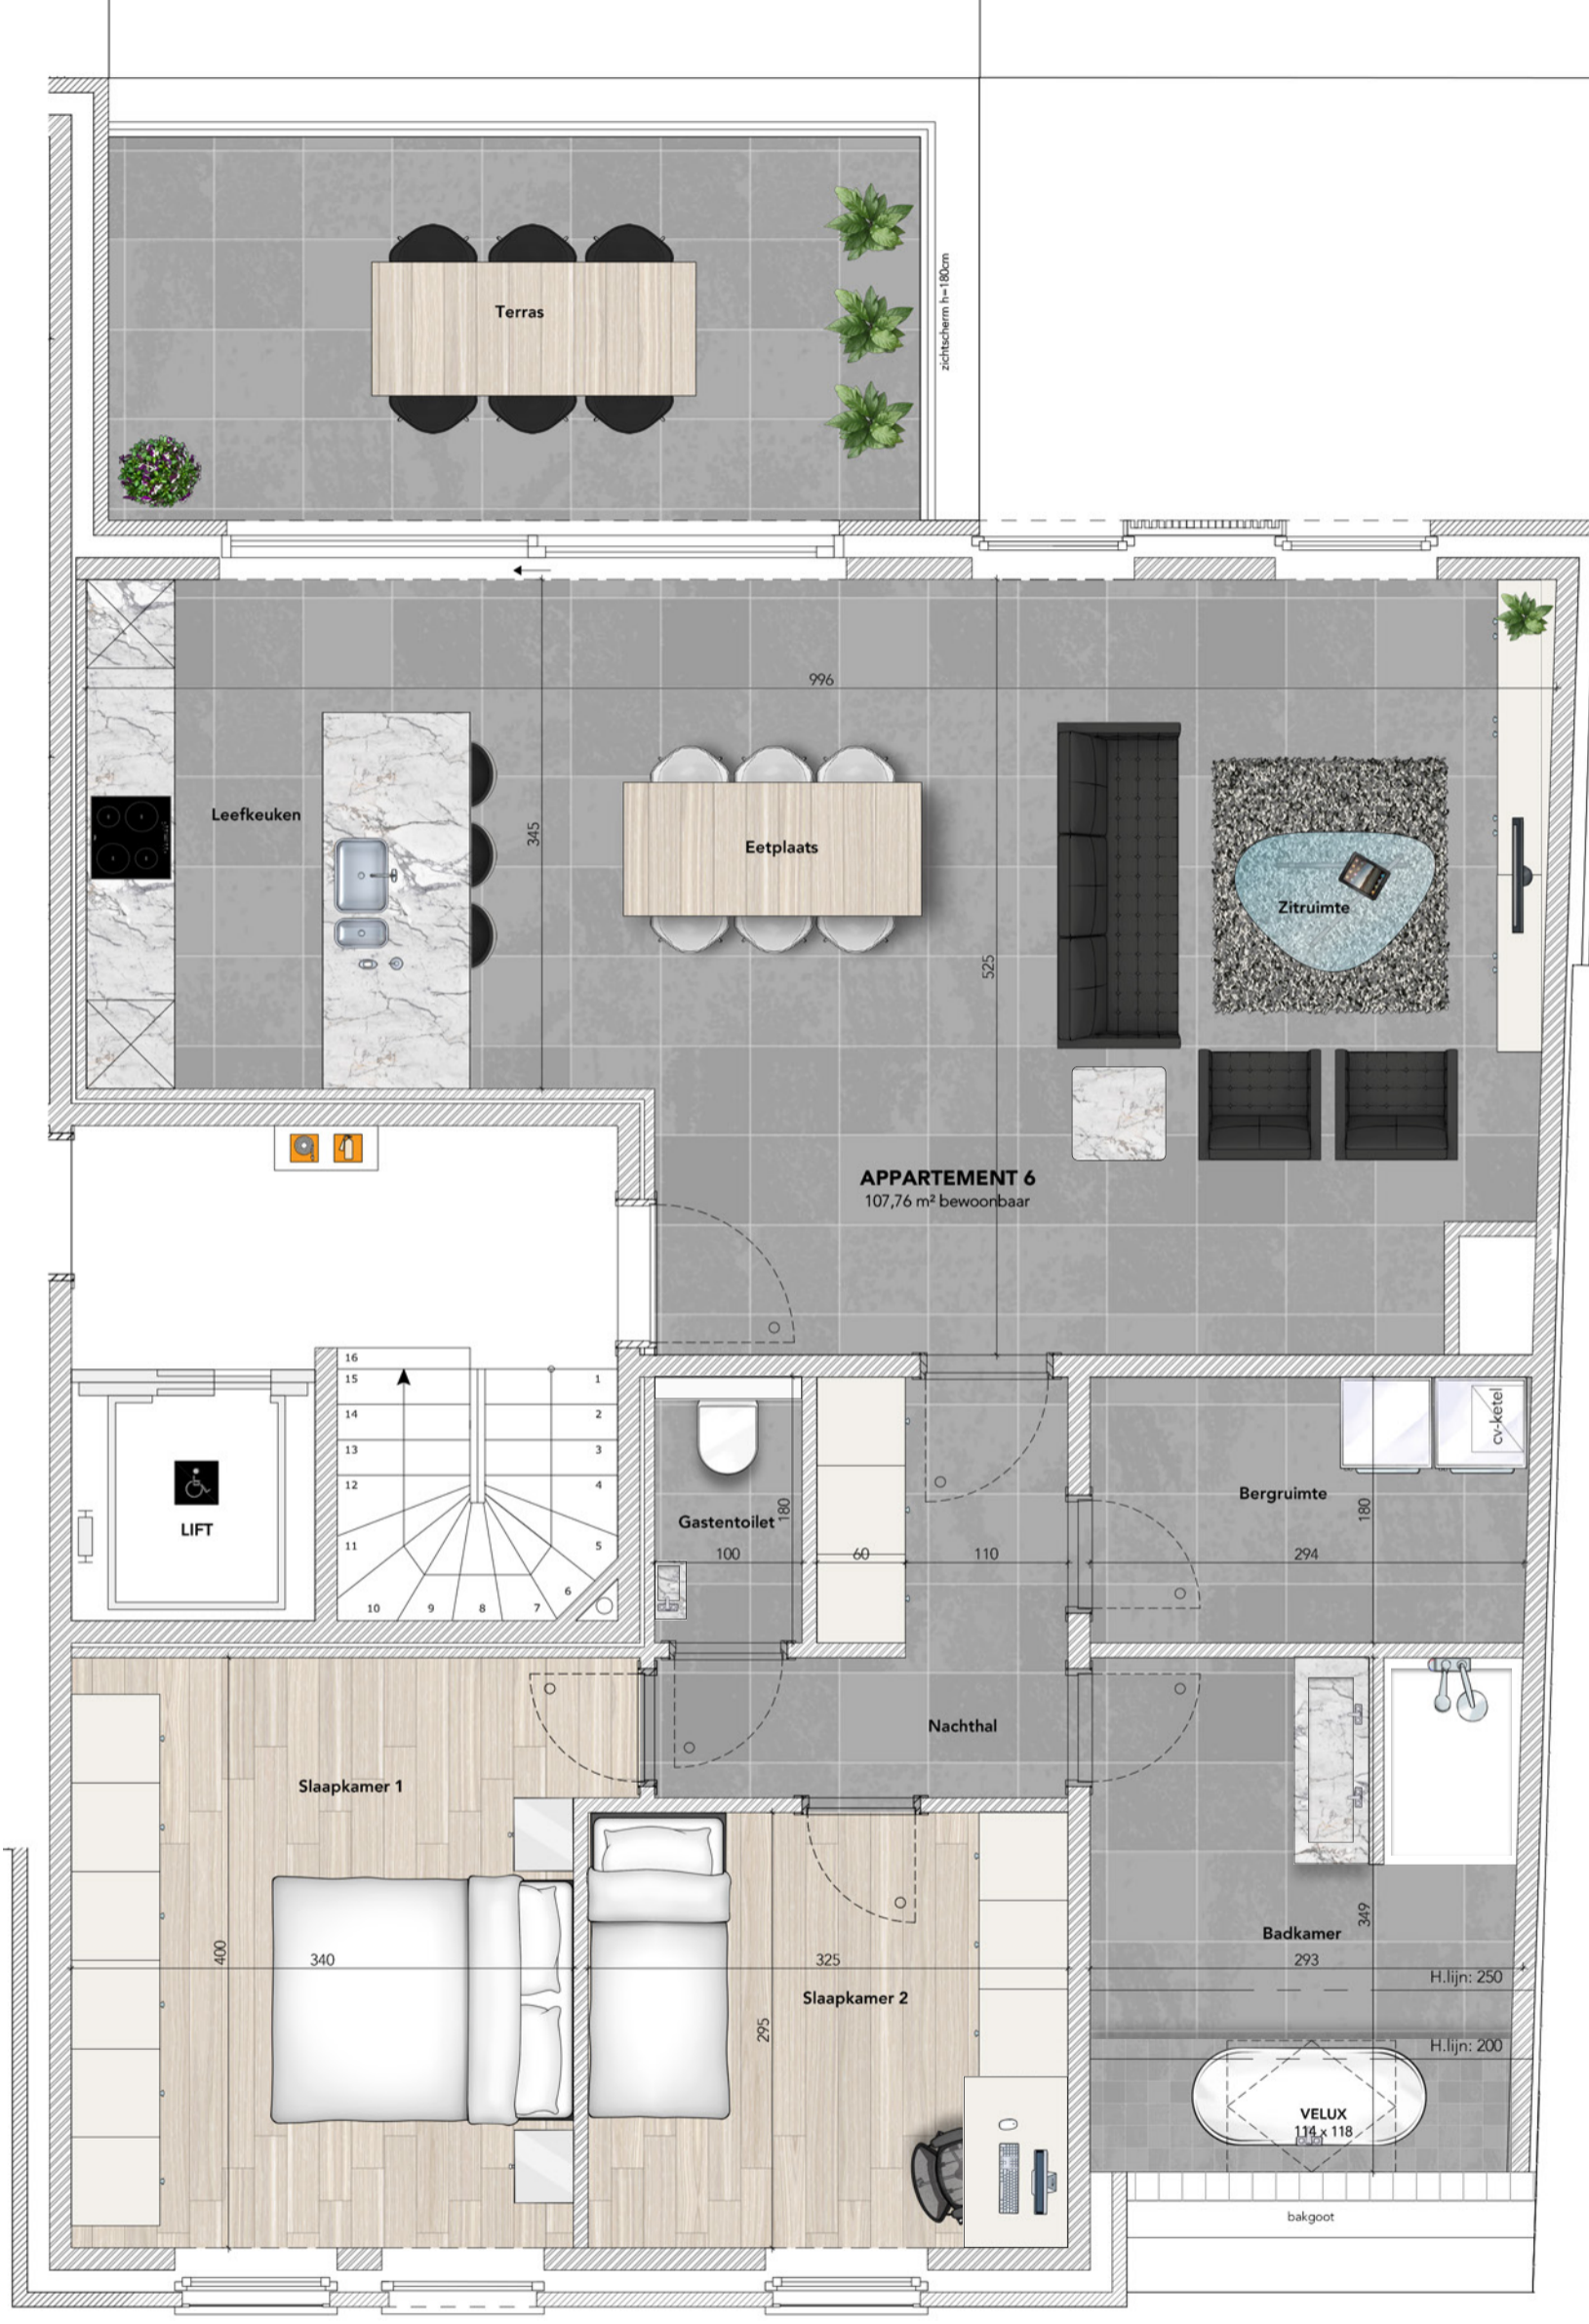 Terras
zichtscherm h=180cm
996
Leefkeuken
345
Eetplaats
Zitruimte
525
APPARTEMENT 6
107,76 m² bewoonbaar
16
15
14
13
12
11
10
9
8
7
6
5
4
3
2
1
LIFT
Gastentoilet
180
100
60
110
cv-ketel
Bergruimte
180
294
Nachthal
Slaapkamer 1
400
340
325
Slaapkamer 2
295
Badkamer
349
293
H.lijn: 250
H.lijn: 200
VELUX
114 x 118
bakgoot